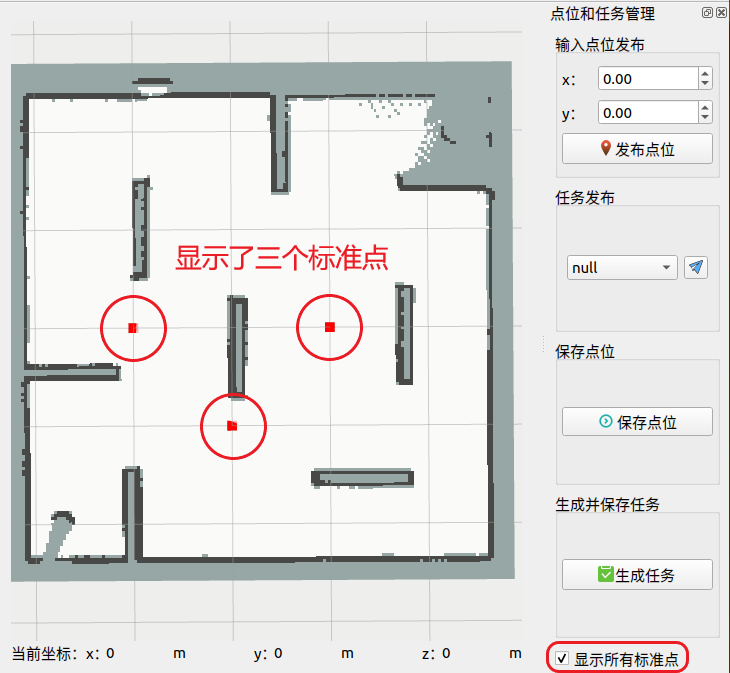 点位和任务管理
输入点位发布
x: 0.00
y: 0.00
发布点位
任务发布
null
显示了三个标准点
保存点位
保存点位
生成并保存任务
生成任务
当前坐标: x: 0 m y: 0 m z: 0 m
显示所有标准点